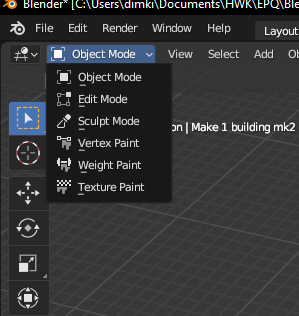 Blender* [C:\Users\dimki\Documents\HWK\EPQ\Ble
File Edit Render Window Help Layout
Object Mode View Select Add Ob
Object Mode
Edit Mode
Sculpt Mode
on | Make 1 building mk2
Vertex Paint
Weight Paint
Texture Paint